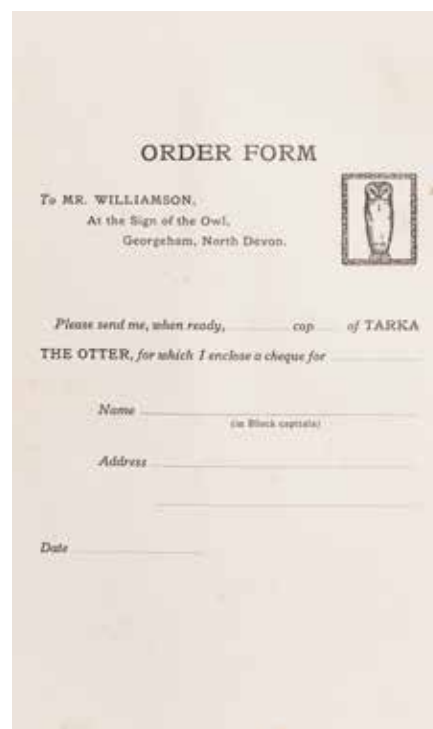 ORDER FORM
To MR. WILLIAMSON,
At the Sign of the Owl,
Georgeham, North Devon.
Please send me, when ready, cop of TARKA
THE OTTER, for which I enclose a cheque for
Name
(in Block capitals)
Address
Date